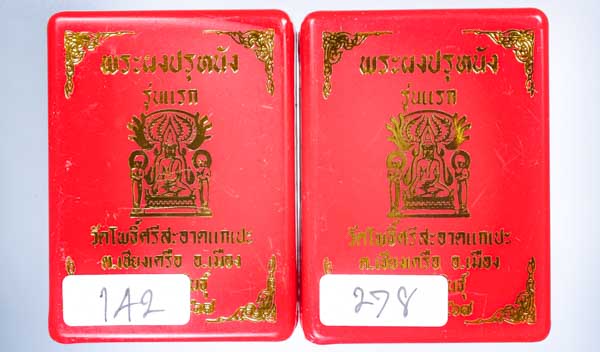 พระผงปรุหนัง
รุ่นแรก
วัดโพธิ์ศรีสะอาดแกเปะ
ต.เชียงเครือ อ.เมือง
142
พระผงปรุหนัง
รุ่นแรก
วัดโพธิ์ศรีสะอาดแกเปะ
ต.เชียงเครือ อ.เมือง
278